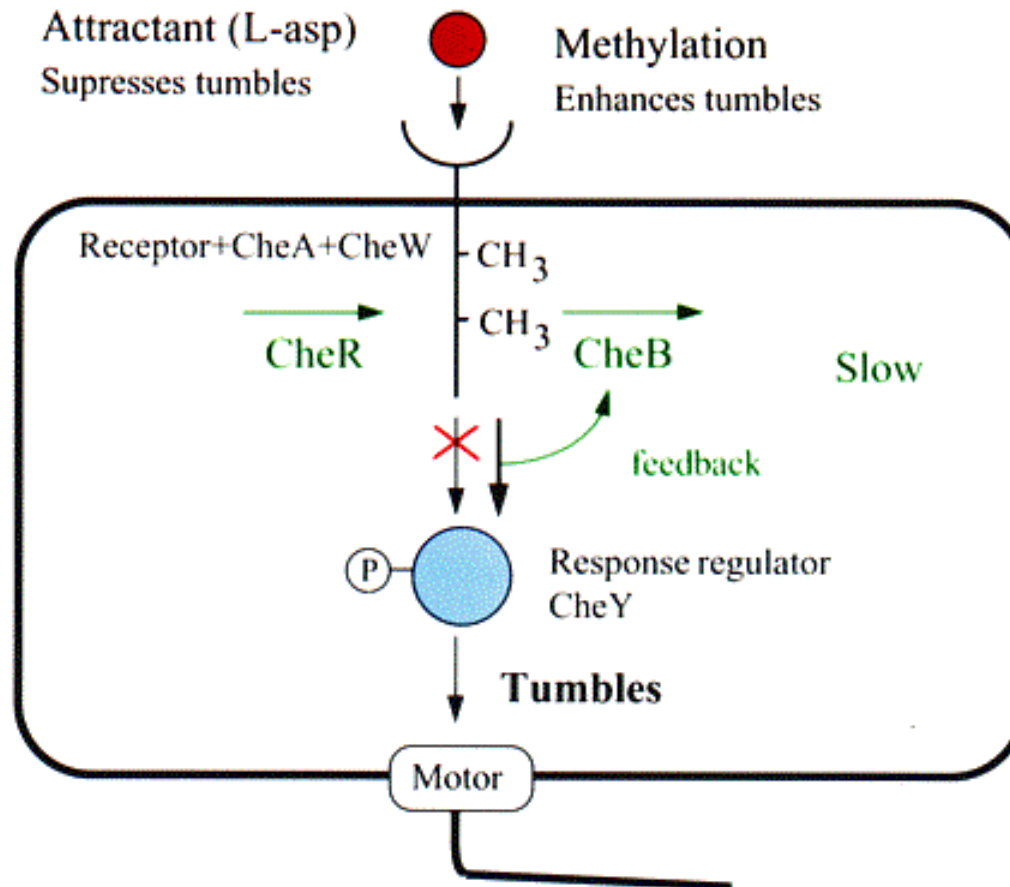 Attractant (L-asp)
Supresses tumbles
Methylation
Enhances tumbles
Receptor+CheA+CheW
CH3
CH3
CheR
CheB
Slow
feedback
P
Response regulator
CheY
Tumbles
Motor